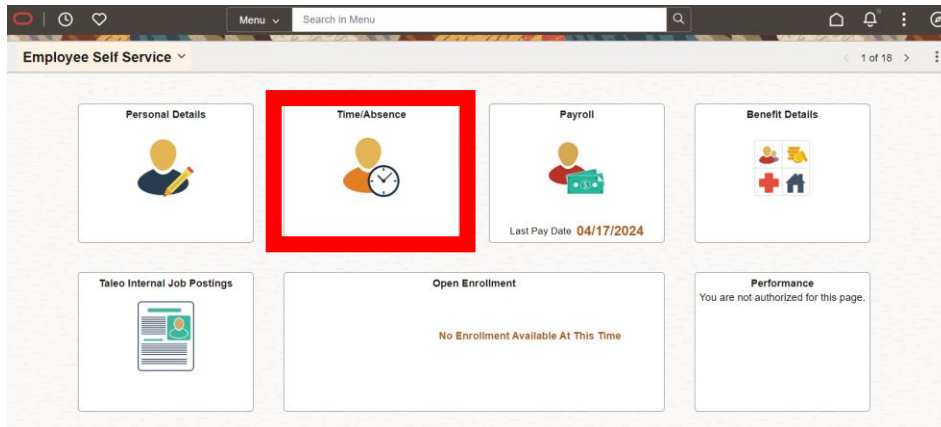 Menu
Search in Menu
Employee Self Service
1 of 18
Personal Details
Time/Absence
Payroll
Last Pay Date 04/17/2024
Benefit Details
Taleo Internal Job Postings
Open Enrollment
No Enrollment Available At This Time
Performance
You are not authorized for this page.